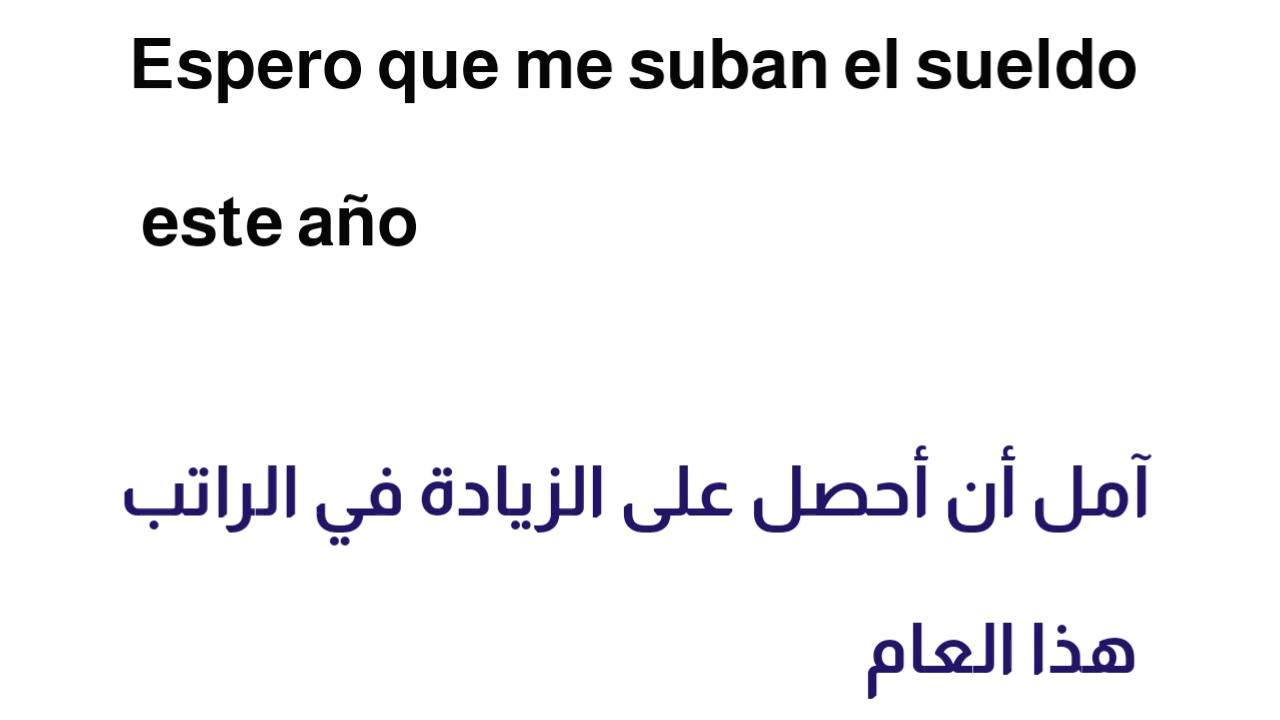 Espero que me suban el sueldo
este año
آمل أن أحصل على الزيادة في الراتب
هذا العام